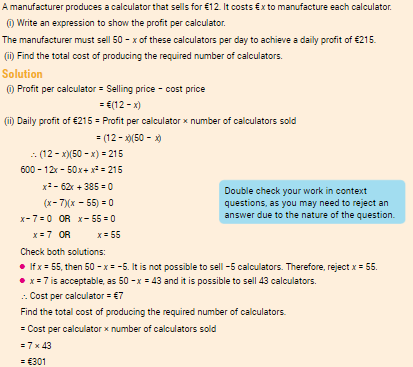 A manufacturer produces a calculator that sells for €12. It costs €x to manufacture each calculator.
(i) Write an expression to show the profit per calculator.
The manufacturer must sell 50 – x of these calculators per day to achieve a daily profit of €215.
(ii) Find the total cost of producing the required number of calculators.
Solution
(i) Profit per calculator = Selling price – cost price
= €(12 – x)
(ii) Daily profit of €215 = Profit per calculator × number of calculators sold
= (12 – x)(50 – x)
∴ (12 – x)(50 – x) = 215
600 – 12x – 50x + x² = 215
x² – 62x + 385 = 0
(x – 7)(x – 55) = 0
x – 7 = 0 OR x – 55 = 0
x = 7 OR x = 55
Double check your work in context
questions, as you may need to reject an
answer due to the nature of the question.
Check both solutions:
● If x = 55, then 50 – x = –5. It is not possible to sell –5 calculators. Therefore, reject x = 55.
● x = 7 is acceptable, as 50 – x = 43 and it is possible to sell 43 calculators.
∴ Cost per calculator = €7
Find the total cost of producing the required number of calculators.
= Cost per calculator × number of calculators sold
= 7 × 43
= €301